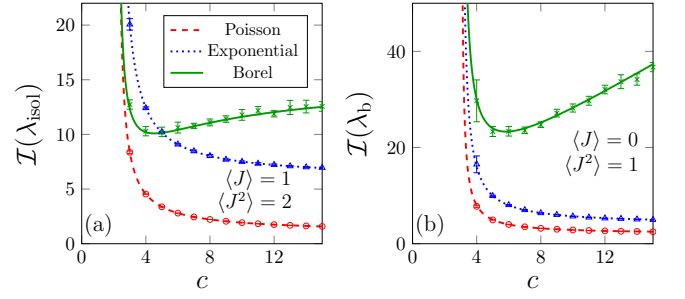 20
15
10
5
0
I(λ_isol)
Poisson
Exponential
Borel
⟨J⟩ = 1
⟨J²⟩ = 2
(a)
0 4 8 12
c
40
20
0
I(λ_b)
⟨J⟩ = 0
⟨J²⟩ = 1
(b)
0 4 8 12
c